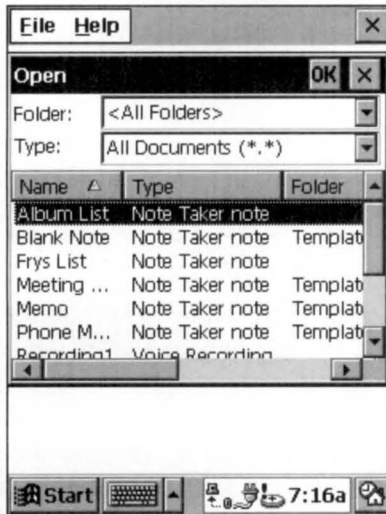 File Help
Open OK
Folder: <All Folders>
Type: All Documents (*.*)
Name Type Folder
Album List Note Taker note
Blank Note Note Taker note Templat
Frys List Note Taker note
Meeting ... Note Taker note Templat
Memo Note Taker note Templat
Phone M... Note Taker note Templat
Recording1 Voice Recording
Start 7:16a